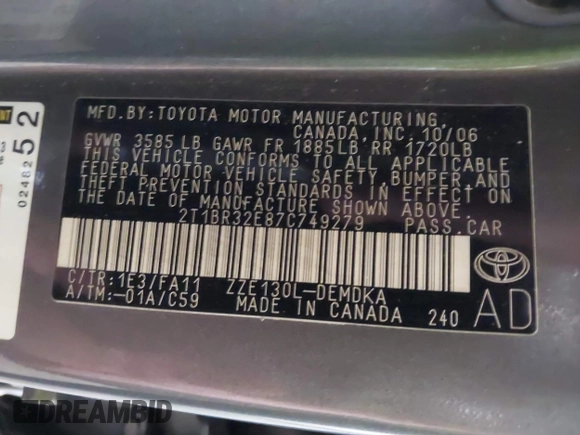 MFD.BY:TOYOTA MOTOR MANUFACTURING,
CANADA, INC. 10/06
GVWR 3585 LB GAWR FR 1885LB RR 1720LB
THIS VEHICLE CONFORMS TO ALL APPLICABLE
FEDERAL MOTOR VEHICLE SAFETY BUMPER, AND
THEFT PREVENTION STANDARDS IN EFFECT ON
THE DATE OF MANUFACTURE SHOWN ABOVE.
2T1BR32E87C749279 PASS.CAR
C/TR:1E3/FA11 ZZE130L-DEMDKA
A/TM:-01A/C59 MADE IN CANADA 240
AD
0248252
DREAMBID